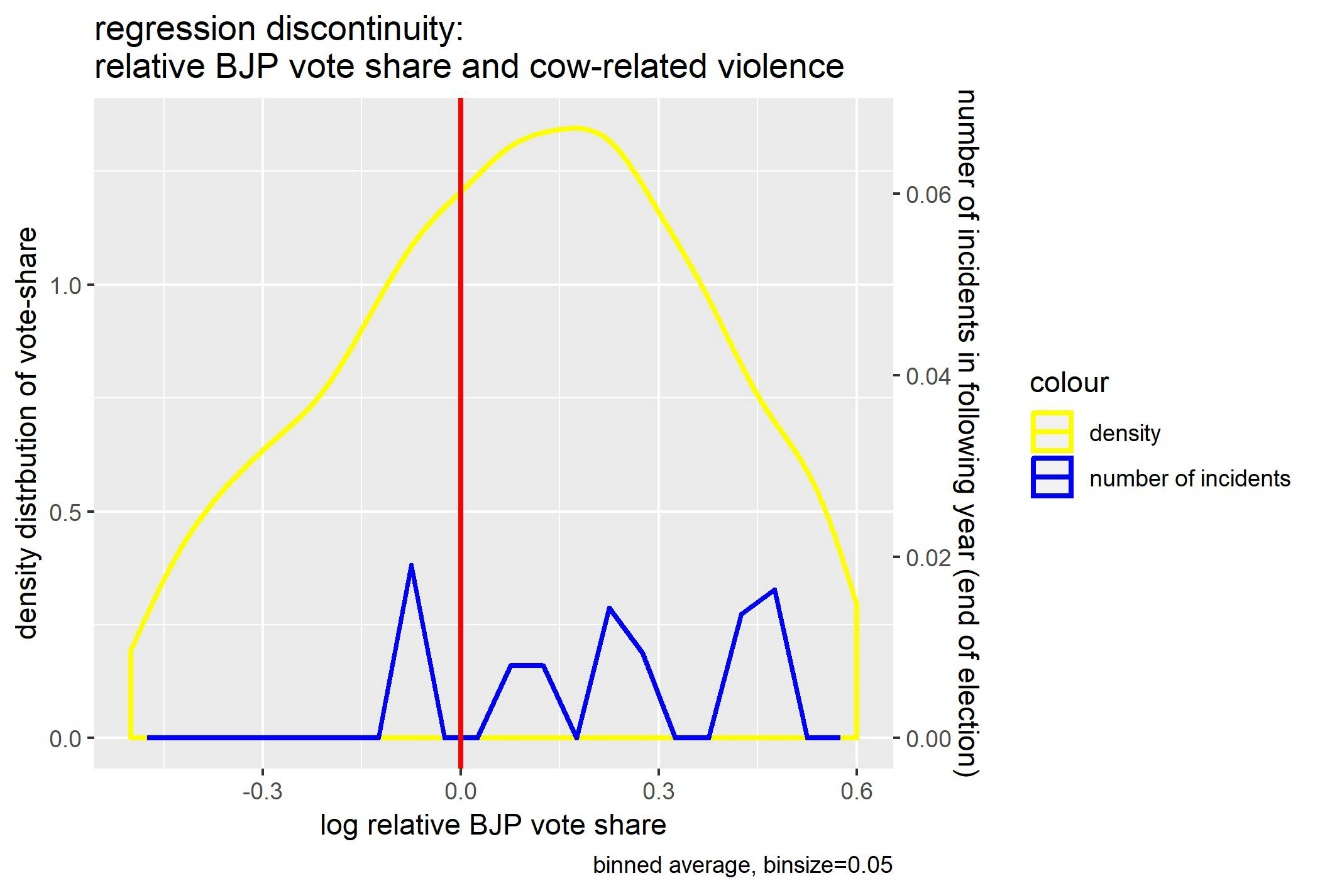 regression discontinuity:
relative BJP vote share and cow-related violence
density distrbution of vote-share
1.0
0.5
0.0
-0.3
0.0
0.3
0.6
log relative BJP vote share
0.06
0.04
0.02
0.00
number of incidents in following year (end of election)
colour
density
number of incidents
binned average, binsize=0.05